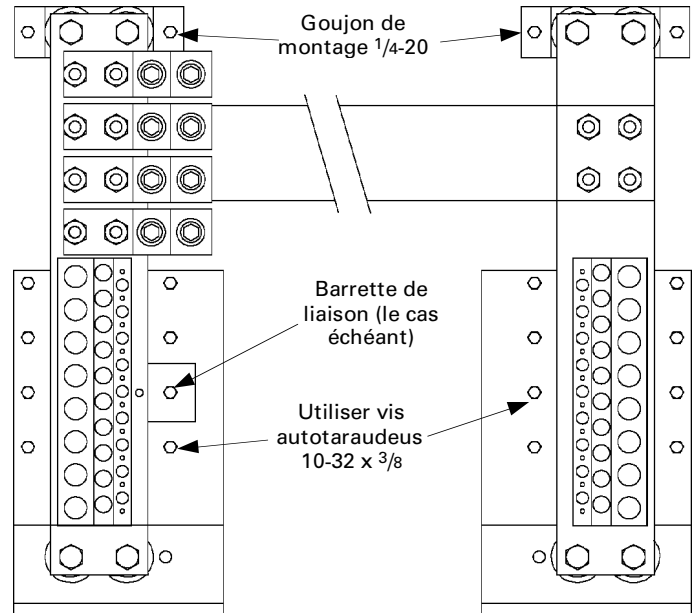 Goujon de
montage 1/4-20
Barrette de
liaison (le cas
échéant)
Utiliser vis
autotaraudeus
10-32 x 3/8